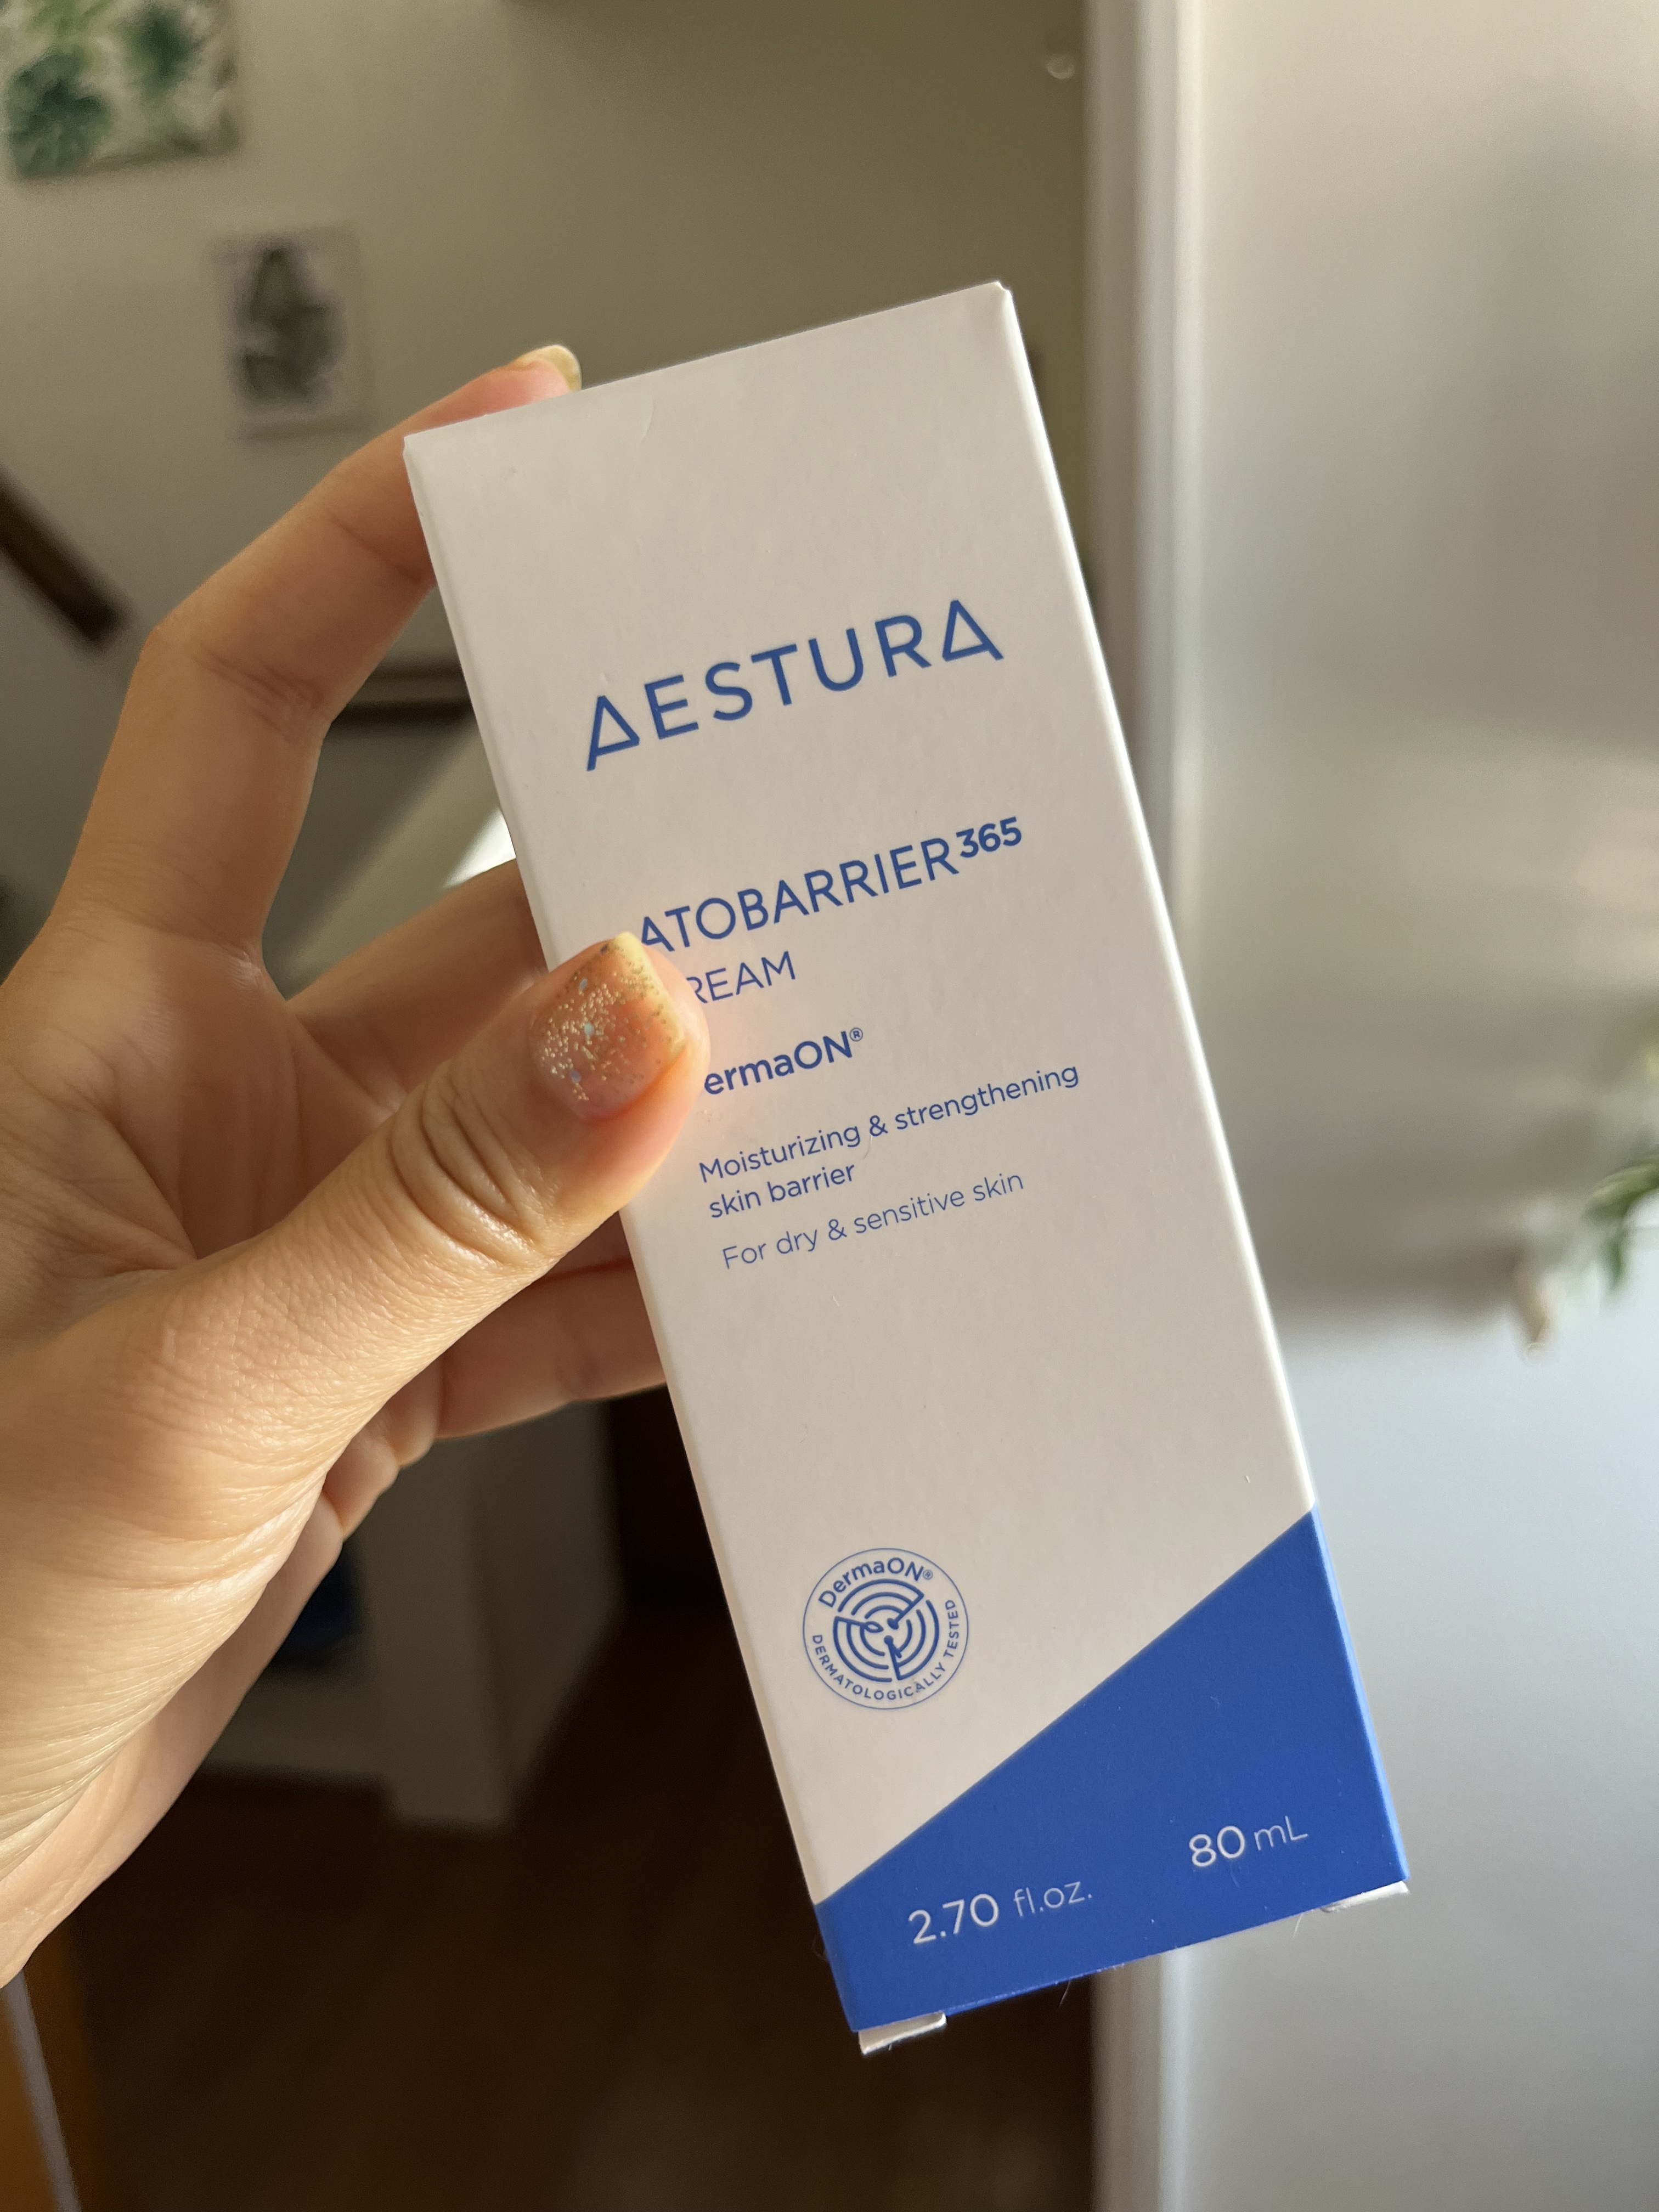 AESTURA
ATOBARRIER³⁶⁵
REAM
ermaON®
Moisturizing & strengthening
skin barrier
For dry & sensitive skin
DermaON®
DERMATOLOGICALLY TESTED
2.70 fl.oz. 80 mL